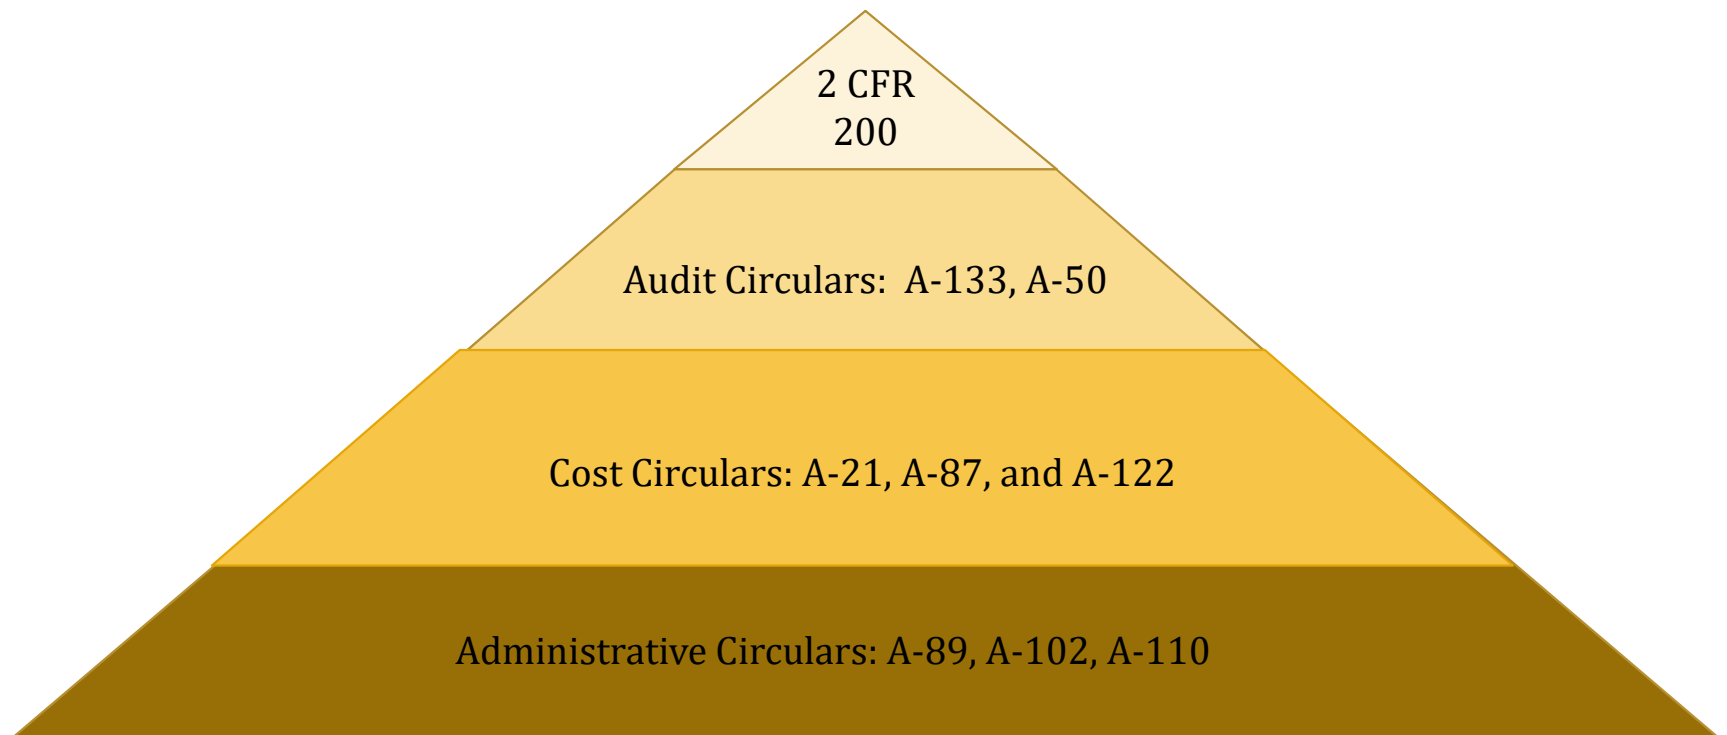 2 CFR
200
Audit Circulars:  A-133, A-50
Cost Circulars: A-21, A-87, and A-122
Administrative Circulars: A-89, A-102, A-110